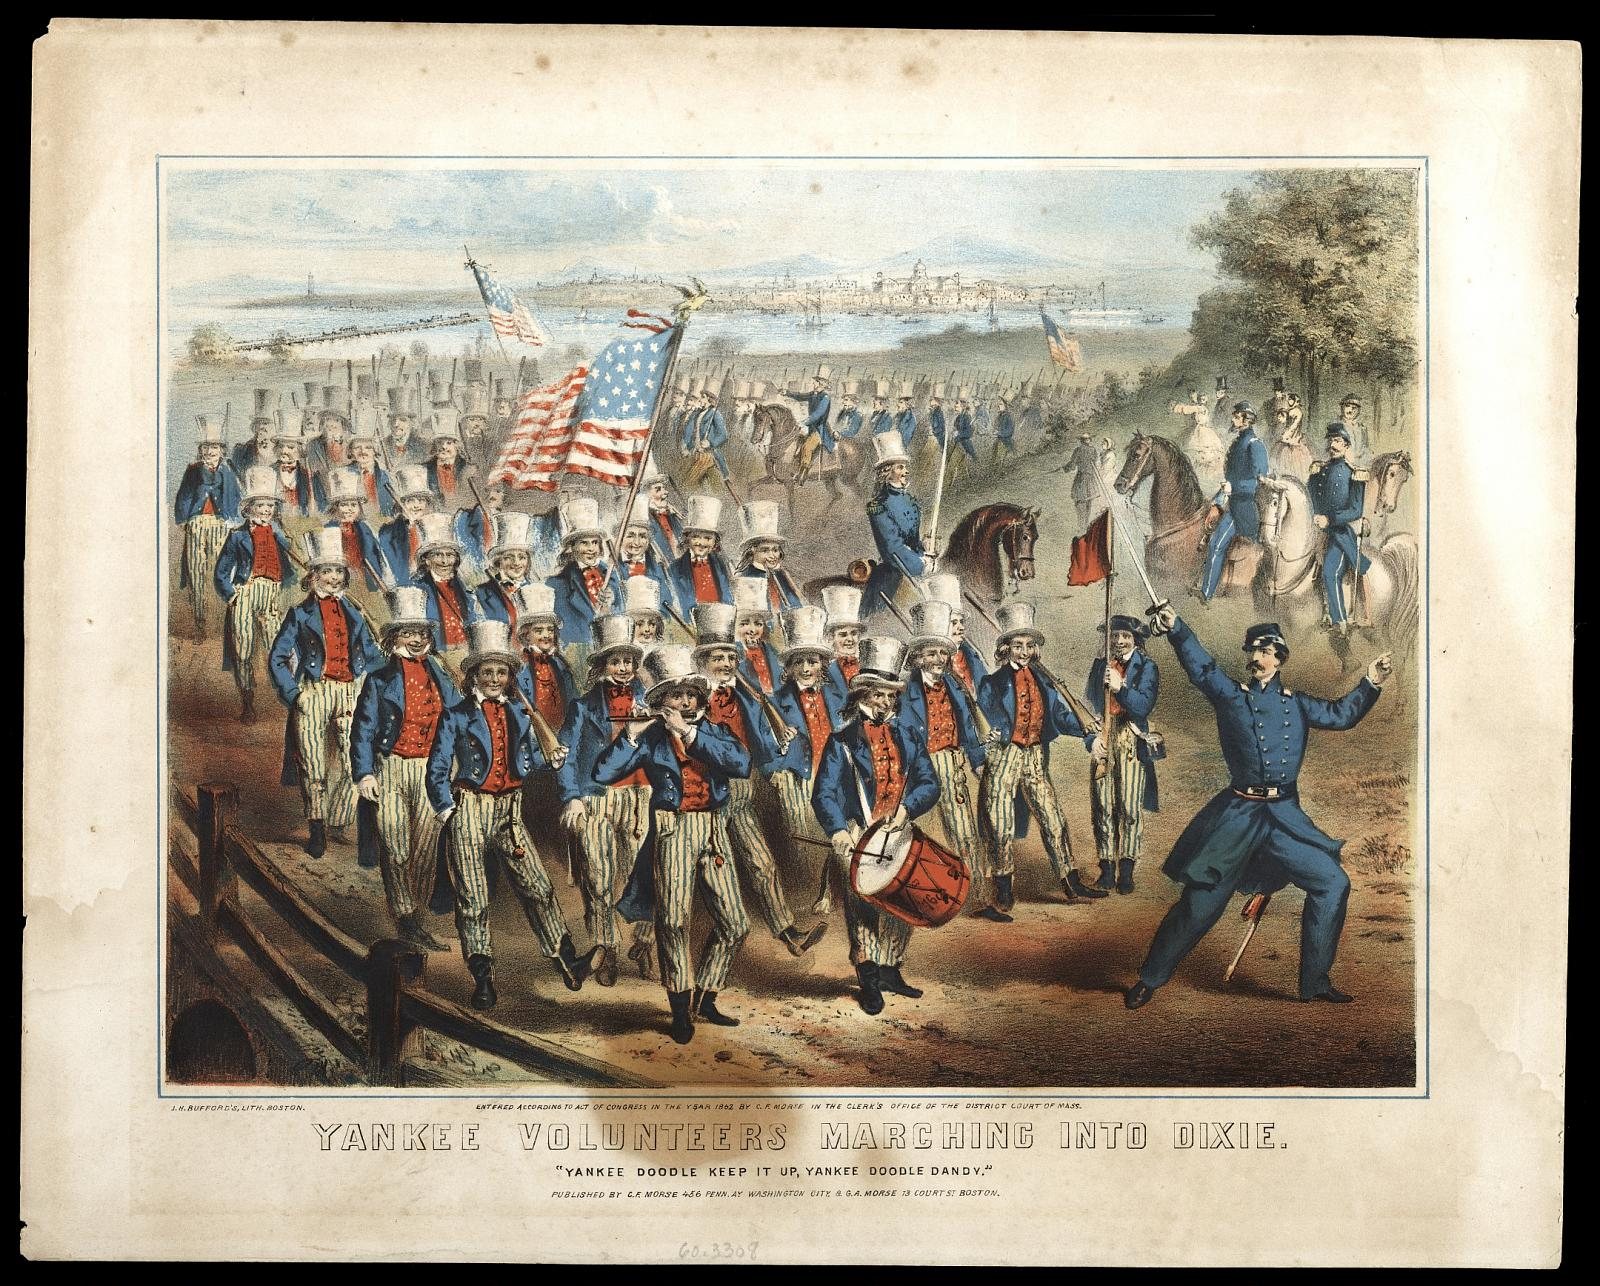 1760
J.H. BUFFORD'S, LITH. BOSTON.
ENTERED ACCORDING TO ACT OF CONGRESS IN THE YEAR 1862 BY C.F. MORSE IN THE CLERK'S OFFICE OF THE DISTRICT COURT OF MASS.
YANKEE VOLUNTEERS MARCHING INTO DIXIE.
"YANKEE DOODLE KEEP IT UP, YANKEE DOODLE DANDY."
PUBLISHED BY C.F. MORSE 456 PENN. AV WASHINGTON CITY, & G.A. MORSE 13 COURT ST BOSTON.
60.3308